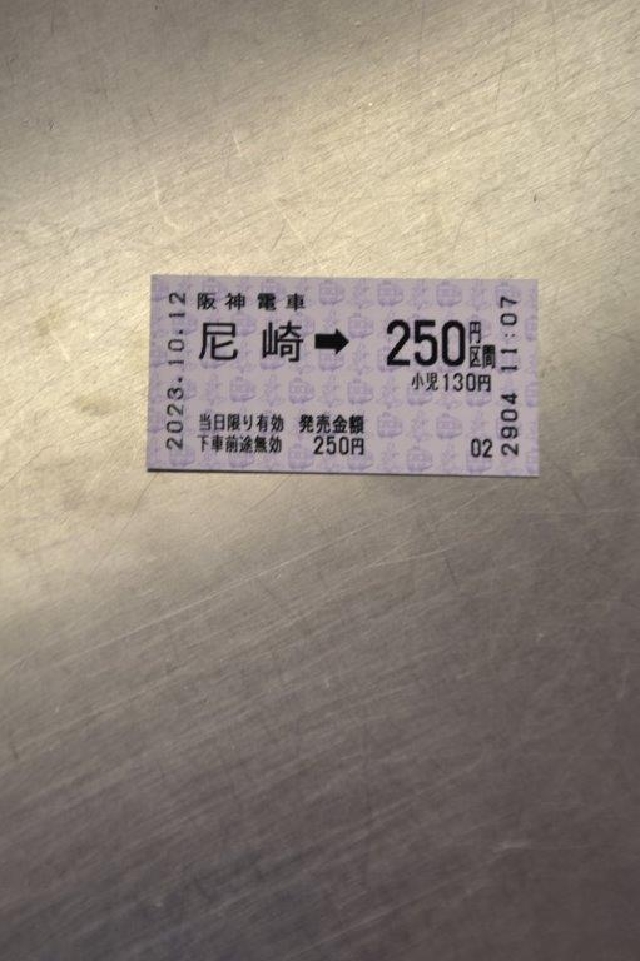 2023.10.12
阪神電車
尼崎➡ 250円区間
小児130円
当日限り有効 発売金額
下車前途無効 250円
02
2904 11:07